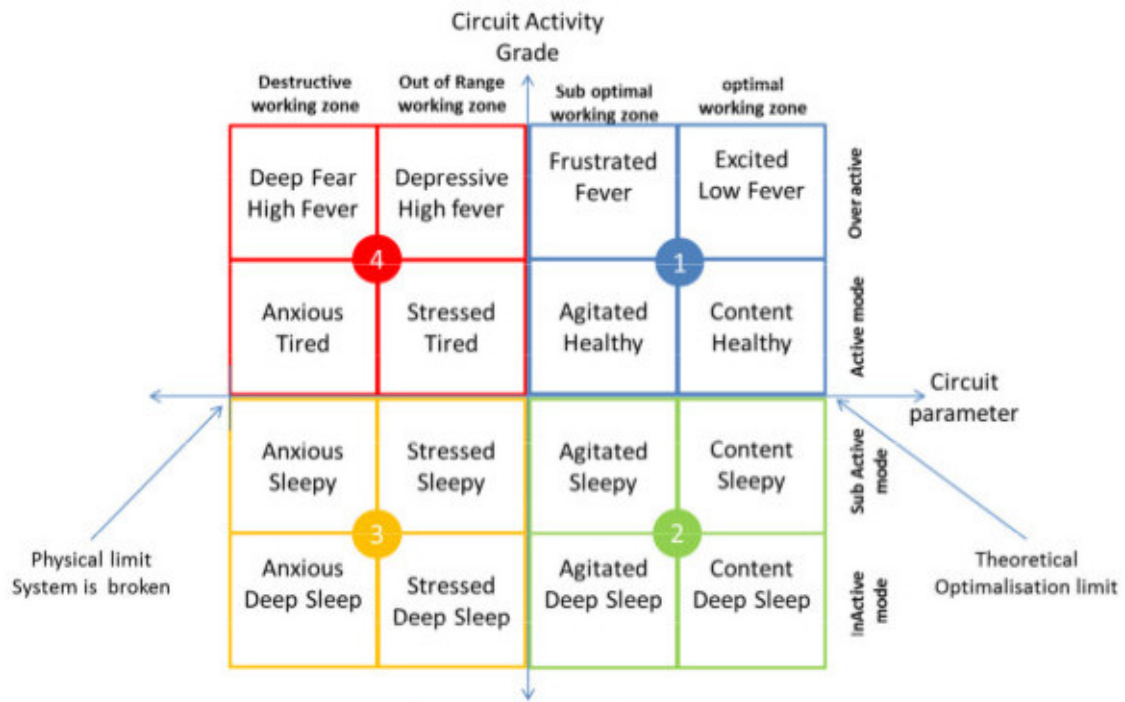 Circuit Activity
Grade
Destructive
working zone
Out of Range
working zone
Sub optimal
working zone
optimal
working zone
Deep Fear
High Fever
Depressive
High fever
Frustrated
Fever
Excited
Low Fever
Over active
4
1
Anxious
Tired
Stressed
Tired
Agitated
Healthy
Content
Healthy
Active mode
Circuit
parameter
Anxious
Sleepy
Stressed
Sleepy
Agitated
Sleepy
Content
Sleepy
Sub Active
mode
3
2
Physical limit
System is broken
Anxious
Deep Sleep
Stressed
Deep Sleep
Agitated
Deep Sleep
Content
Deep Sleep
InActive
mode
Theoretical
Optimalisation limit